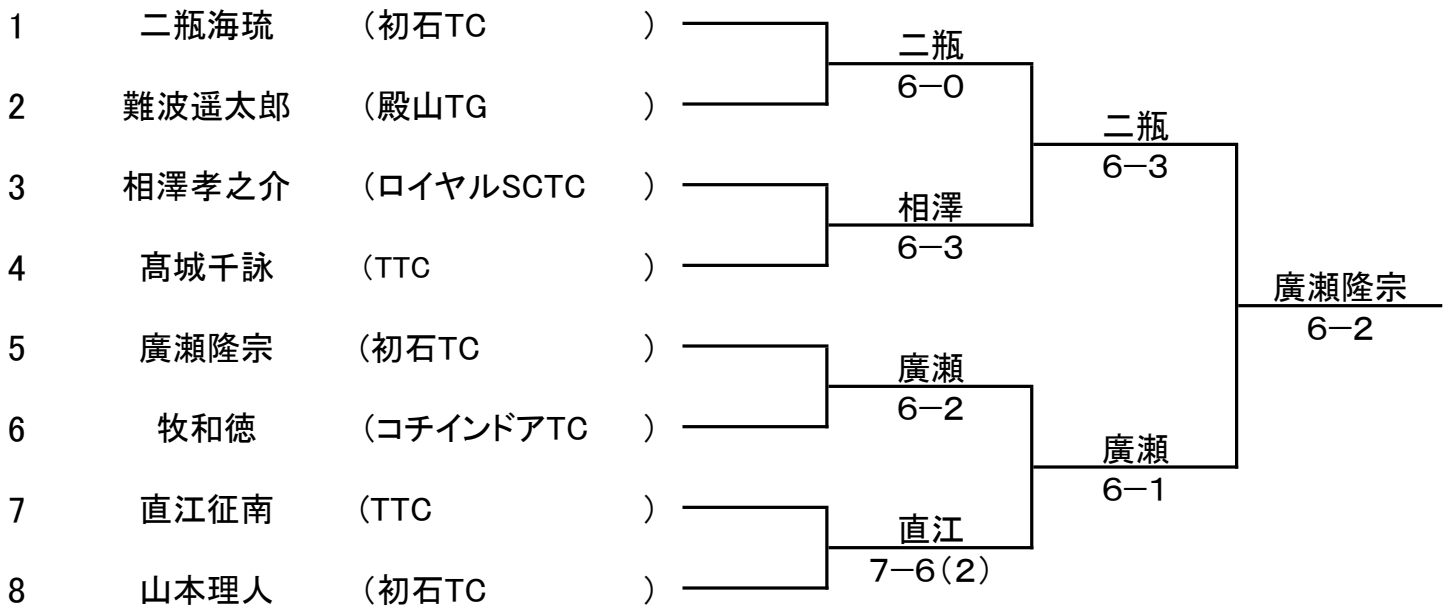 1 二瓶海琉 (初石TC )
二瓶
6-0
2 難波遥太郎 (殿山TG )
二瓶
6-3
3 相澤孝之介 (ロイヤルSCTC )
相澤
6-3
4 髙城千詠 (TTC )
廣瀬隆宗
6-2
5 廣瀬隆宗 (初石TC )
廣瀬
6-2
6 牧和徳 (コチインドアTC )
廣瀬
6-1
7 直江征南 (TTC )
直江
7-6(2)
8 山本理人 (初石TC )